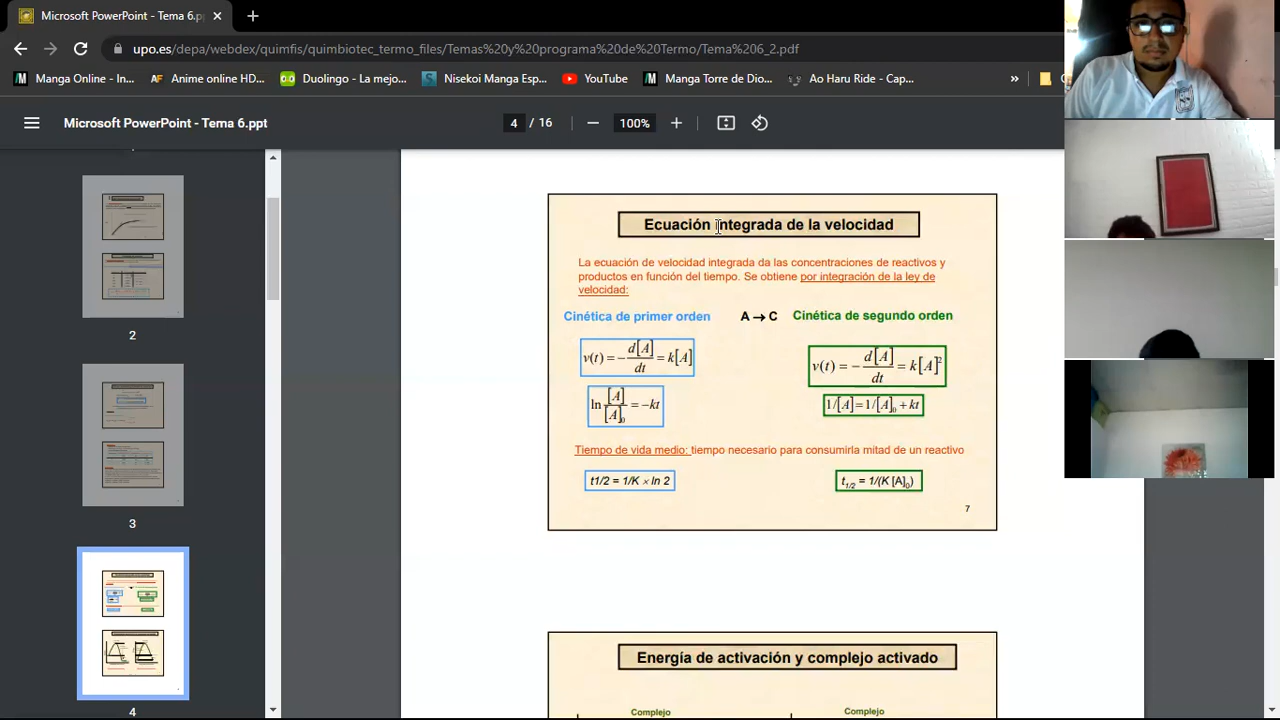 Microsoft PowerPoint - Tema 6.p
upo.es/depa/webdex/quimfis/quimbiotec_termo_files/Temas%20y%20programa%20de%20Termo/Tema%206_2.pdf
Manga Online - In... Anime online HD... Duolingo - La mejo... Nisekoi Manga Esp... YouTube Manga Torre de Dio... Ao Haru Ride - Cap... »
Microsoft PowerPoint - Tema 6.ppt 4 / 16 100%
2
3
4
Ecuación integrada de la velocidad
La ecuación de velocidad integrada da las concentraciones de reactivos y
productos en función del tiempo. Se obtiene por integración de la ley de
velocidad:
Cinética de primer orden A → C Cinética de segundo orden
v(t) = − d[A]/dt = k[A]
v(t) = − d[A]/dt = k[A]²
ln [A]/[A]₀ = −kt
1/[A]=1/[A]₀ + kt
Tiempo de vida medio: tiempo necesario para consumirla mitad de un reactivo
t1/2 = 1/K × ln 2
t₁/₂ = 1/(K [A]₀)
7
Energía de activación y complejo activado
Complejo Complejo